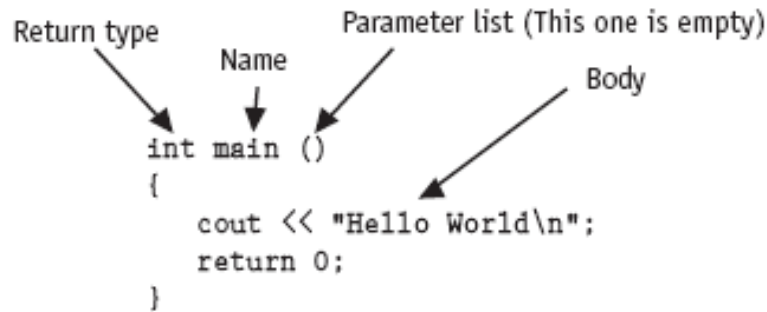 Return type
Name
Parameter list (This one is empty)
Body
int main ()
{
cout << "Hello World\n";
return 0;
}